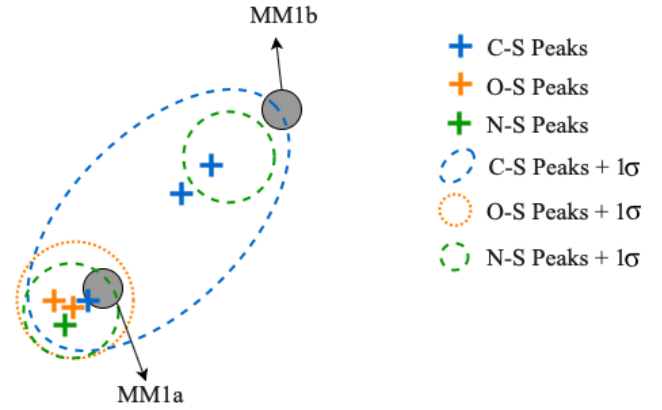 MM1b
C-S Peaks
O-S Peaks
N-S Peaks
C-S Peaks + 1σ
O-S Peaks + 1σ
N-S Peaks + 1σ
MM1a